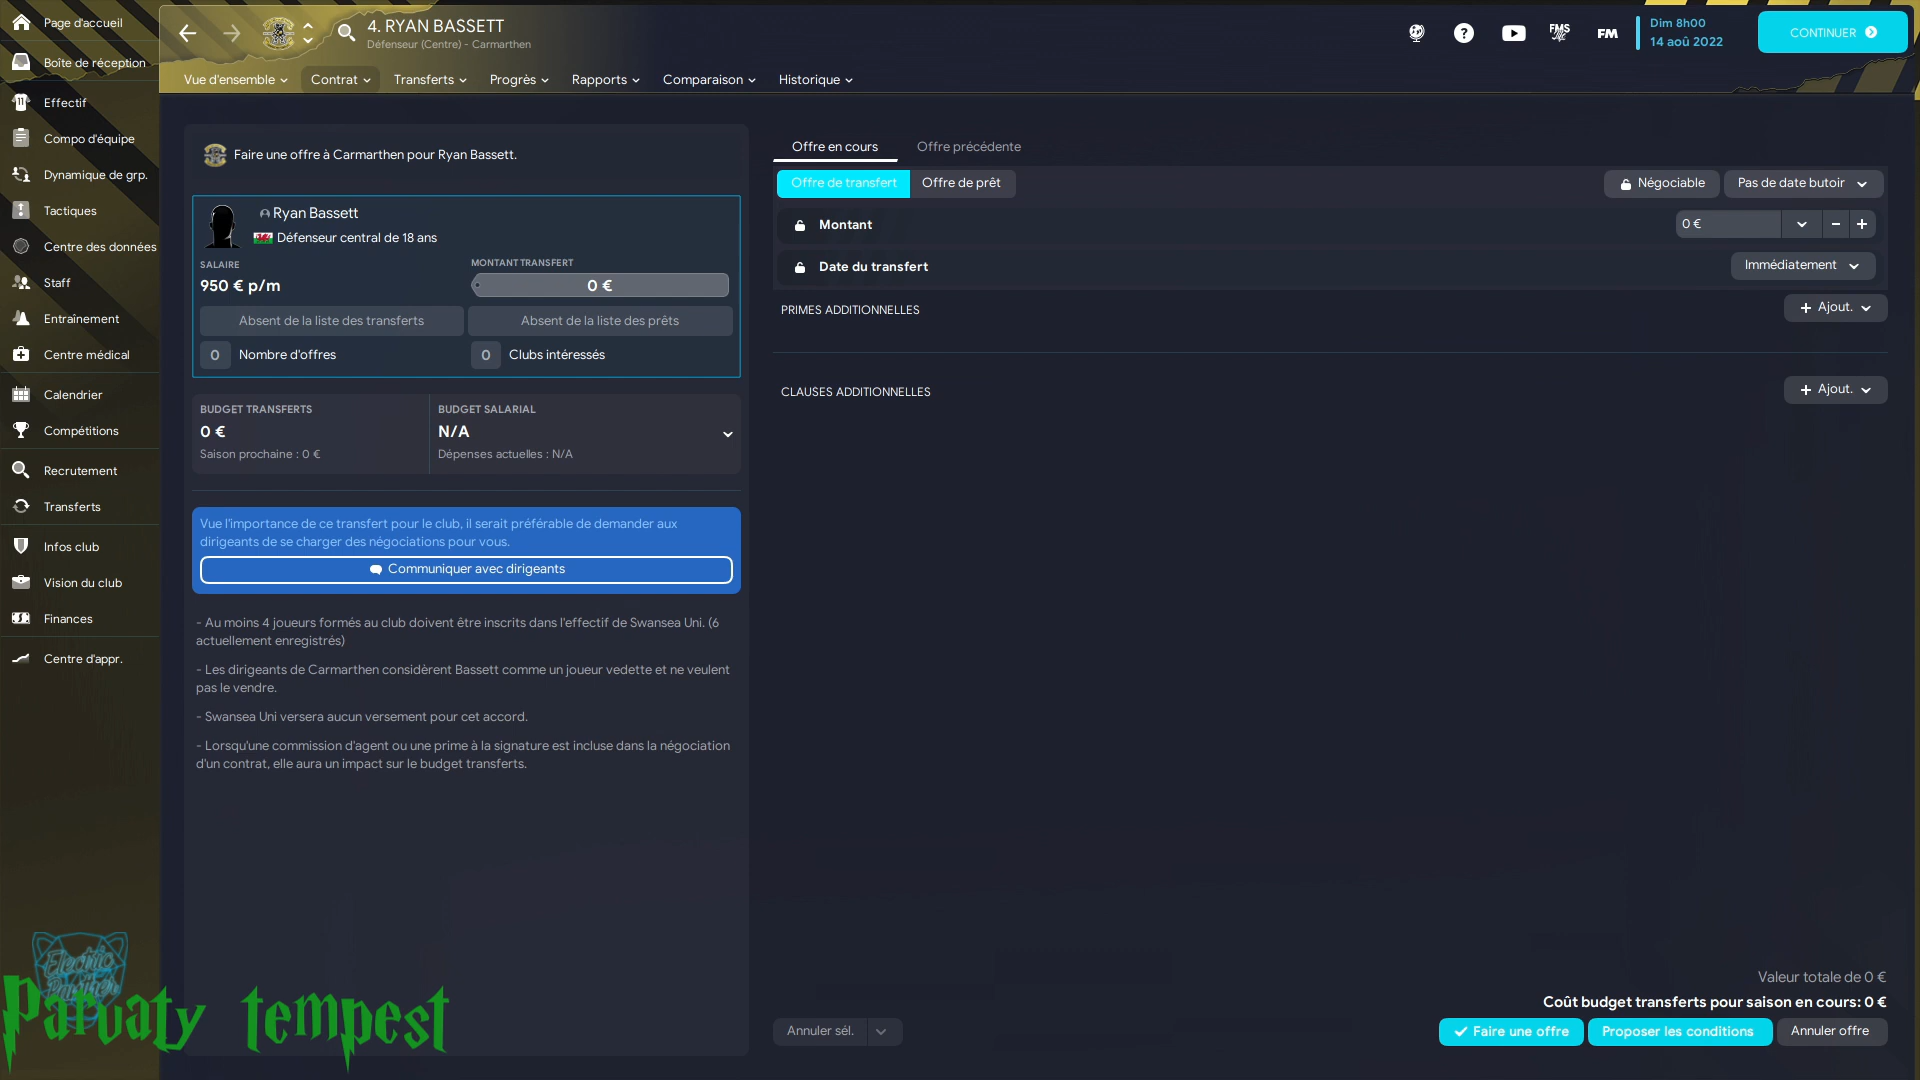 Page d'accueil
Boîte de réception
Effectif
Compo d'équipe
Dynamique de grp.
Tactiques
Centre des données
Staff
Entraînement
Centre médical
Calendrier
Compétitions
Recrutement
Transferts
Infos club
Vision du club
Finances
Centre d'appr.
4. RYAN BASSETT
Défenseur (Centre) - Carmarthen
FMS
FM
Dim 8h00
14 aoû 2022
CONTINUER
Vue d'ensemble
Contrat
Transferts
Progrès
Rapports
Comparaison
Historique
Faire une offre à Carmarthen pour Ryan Bassett.
Ryan Bassett
Défenseur central de 18 ans
SALAIRE
950 € p/m
MONTANT TRANSFERT
0 €
Absent de la liste des transferts
Absent de la liste des prêts
0 Nombre d'offres
0 Clubs intéressés
BUDGET TRANSFERTS
0 €
Saison prochaine : 0 €
BUDGET SALARIAL
N/A
Dépenses actuelles : N/A
Vue l'importance de ce transfert pour le club, il serait préférable de demander aux
dirigeants de se charger des négociations pour vous.
Communiquer avec dirigeants
- Au moins 4 joueurs formés au club doivent être inscrits dans l'effectif de Swansea Uni. (6
actuellement enregistrés)
- Les dirigeants de Carmarthen considèrent Bassett comme un joueur vedette et ne veulent
pas le vendre.
- Swansea Uni versera aucun versement pour cet accord.
- Lorsqu'une commission d'agent ou une prime à la signature est incluse dans la négociation
d'un contrat, elle aura un impact sur le budget transferts.
Offre en cours
Offre précédente
Offre de transfert
Offre de prêt
Négociable
Pas de date butoir
Montant
0 €
Date du transfert
Immédiatement
PRIMES ADDITIONNELLES
+ Ajout.
CLAUSES ADDITIONNELLES
+ Ajout.
Valeur totale de 0 €
Coût budget transferts pour saison en cours: 0 €
Annuler sél.
Faire une offre
Proposer les conditions
Annuler offre
Electric
Panther
Parvaty tempest